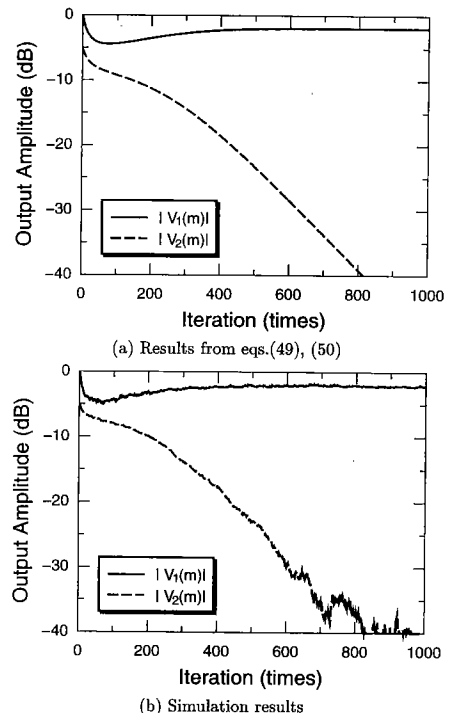 Output Amplitude (dB)
0
-10
-20
-30
-40
| V₁(m)|
| V₂(m)|
0 200 400 600 800 1000
Iteration (times)
(a) Results from eqs.(49), (50)
Output Amplitude (dB)
0
-10
-20
-30
-40
| V₁(m)|
| V₂(m)|
0 200 400 600 800 1000
Iteration (times)
(b) Simulation results